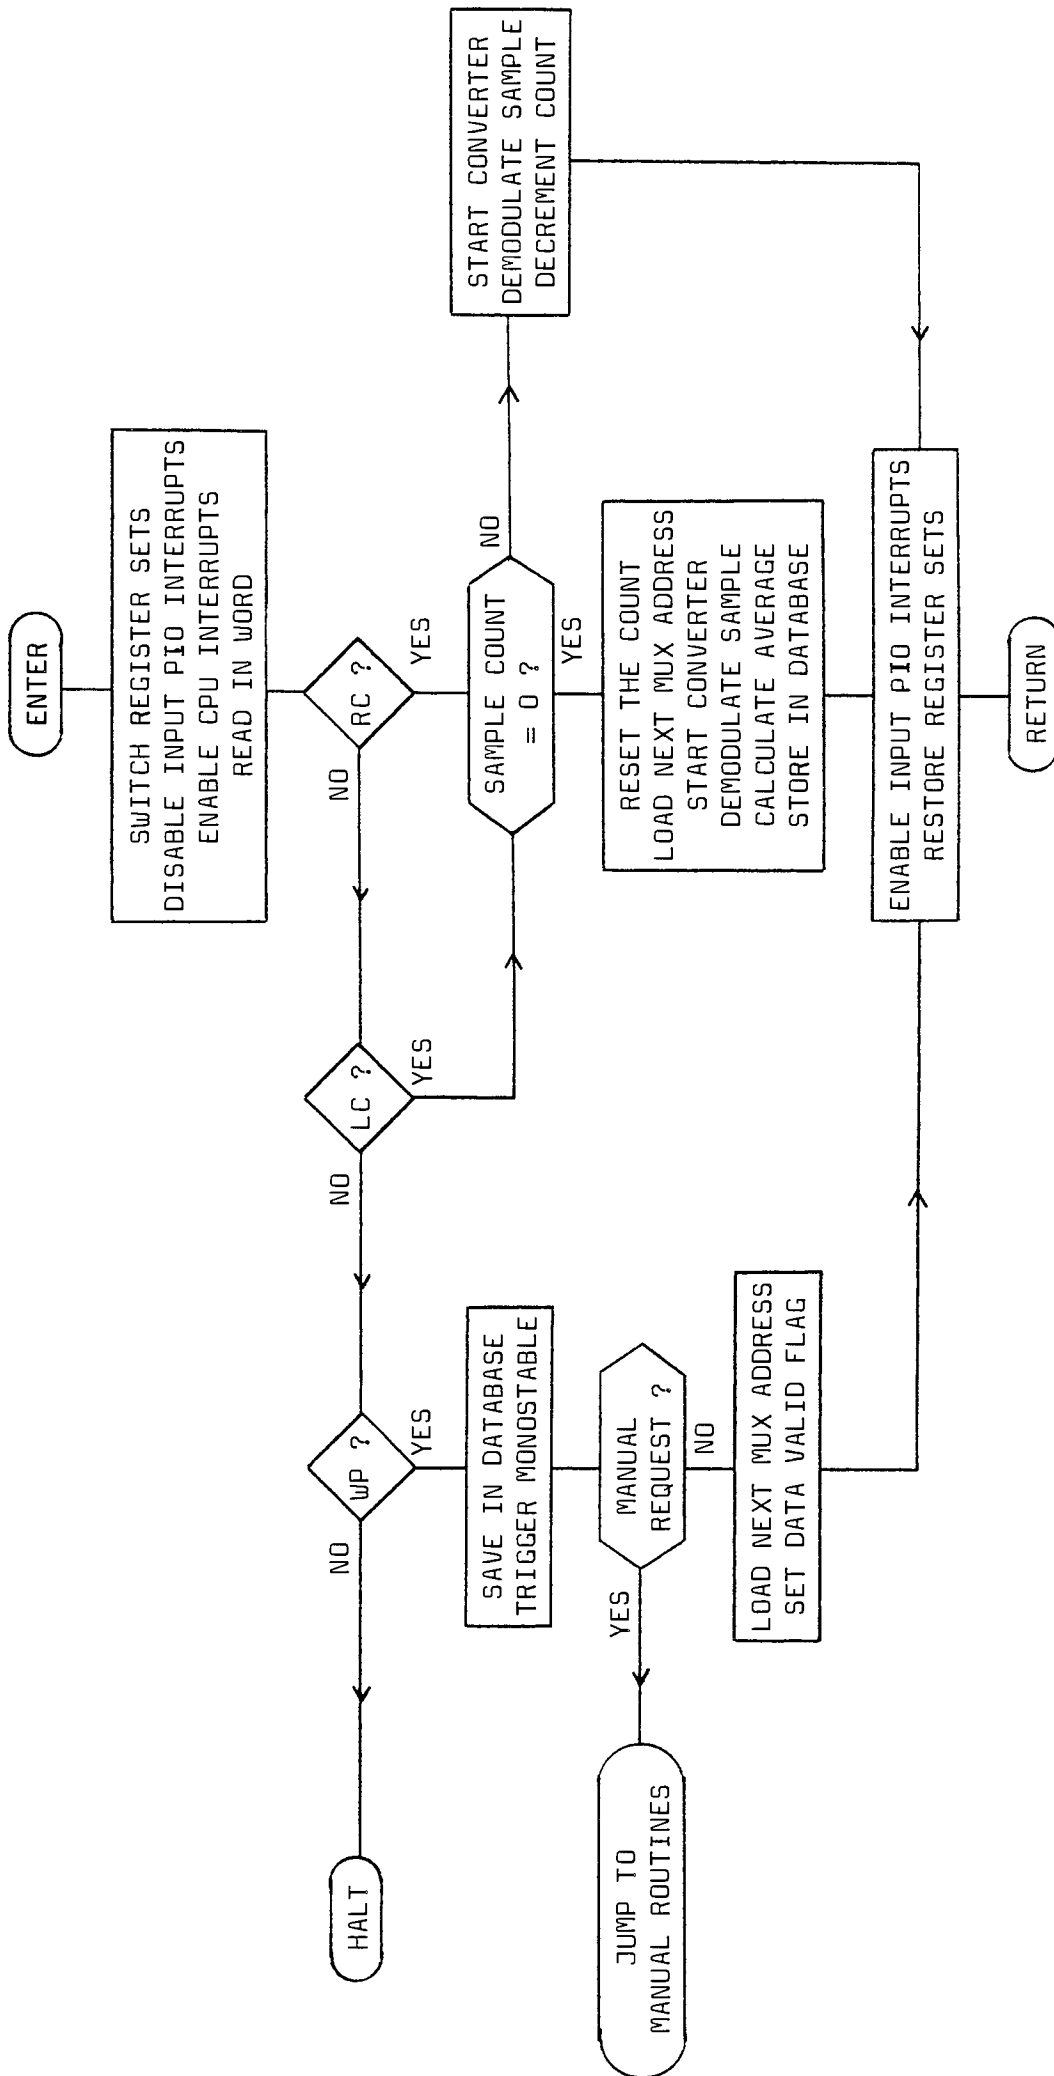 ENTER
SWITCH REGISTER SETS
DISABLE INPUT PIO INTERRUPTS
ENABLE CPU INTERRUPTS
READ IN WORD
RC ?
NO
YES
LC ?
NO
YES
WP ?
NO
YES
HALT
SAMPLE COUNT
= 0 ?
NO
YES
START CONVERTER
DEMODULATE SAMPLE
DECREMENT COUNT
SAVE IN DATABASE
TRIGGER MONOSTABLE
MANUAL
REQUEST ?
YES
NO
JUMP TO
MANUAL ROUTINES
RESET THE COUNT
LOAD NEXT MUX ADDRESS
START CONVERTER
DEMODULATE SAMPLE
CALCULATE AVERAGE
STORE IN DATABASE
LOAD NEXT MUX ADDRESS
SET DATA VALID FLAG
ENABLE INPUT PIO INTERRUPTS
RESTORE REGISTER SETS
RETURN